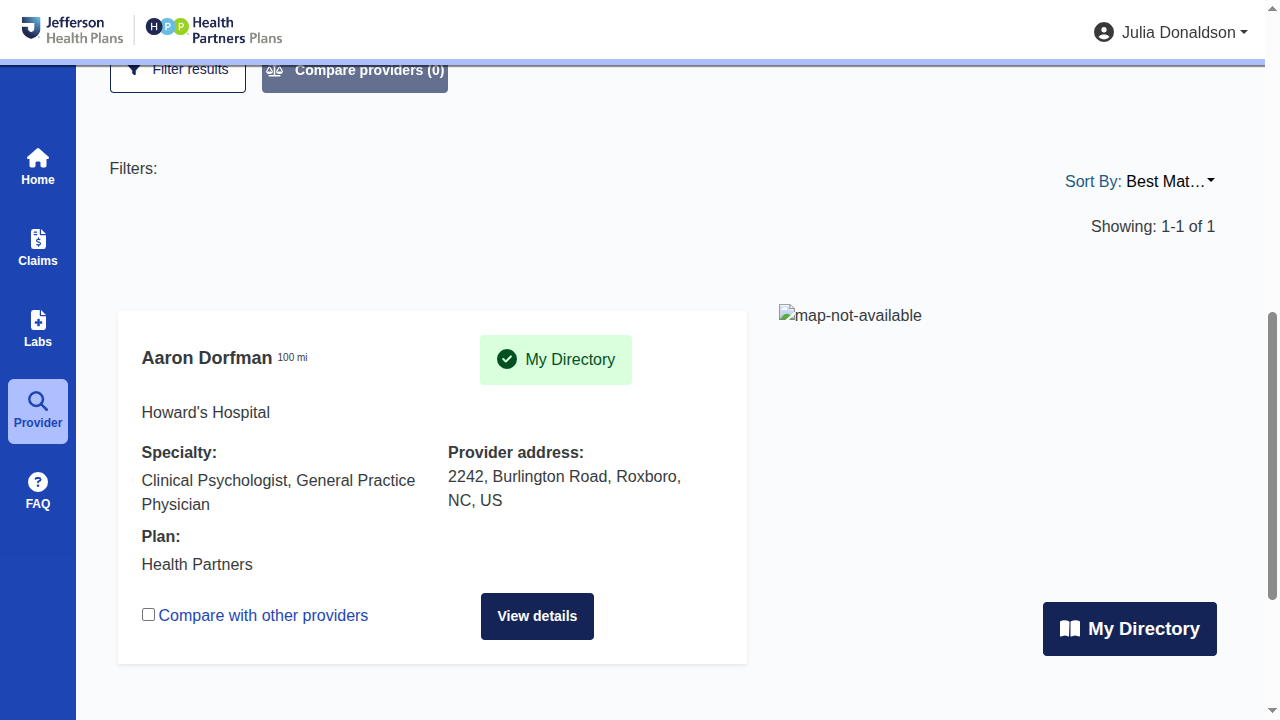 Jefferson
Health Plans
HPP Health
Partners Plans
Julia Donaldson
Filter results
Compare providers (0)
Home
Claims
Labs
Provider
FAQ
Filters:
Sort By: Best Mat...
Showing: 1-1 of 1
Aaron Dorfman 100 mi
My Directory
Howard's Hospital
Specialty:
Clinical Psychologist, General Practice
Physician
Provider address:
2242, Burlington Road, Roxboro,
NC, US
Plan:
Health Partners
Compare with other providers
View details
map-not-available
My Directory